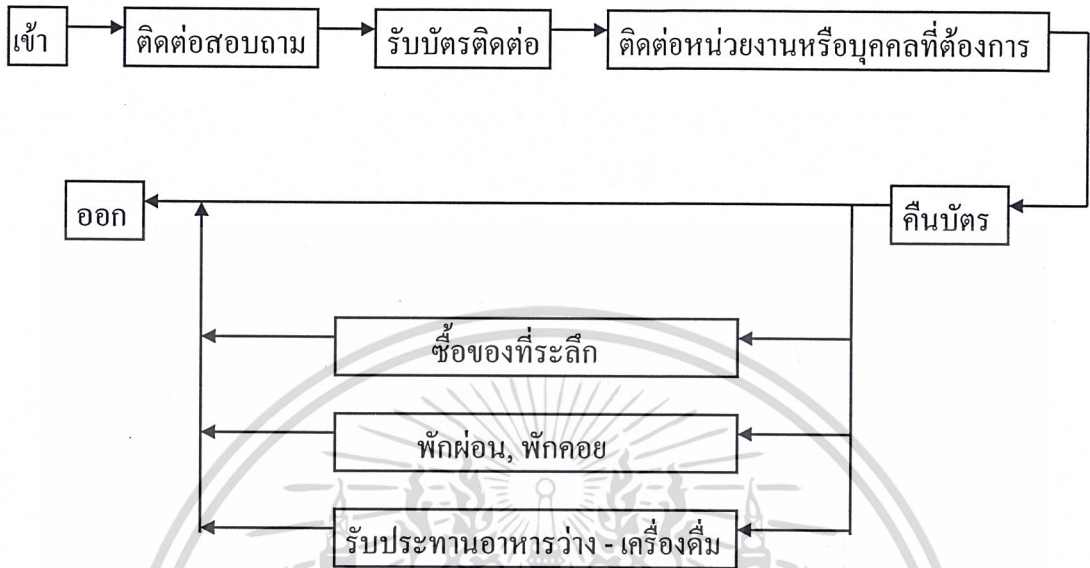 เข้า
ติดต่อสอบถาม
รับบัตรติดต่อ
ติดต่อหน่วยงานหรือบุคคลที่ต้องการ
ออก
คืนบัตร
ซื้อของที่ระลึก
พักผ่อน, พักคอย
รับประทานอาหารว่าง - เครื่องดื่ม